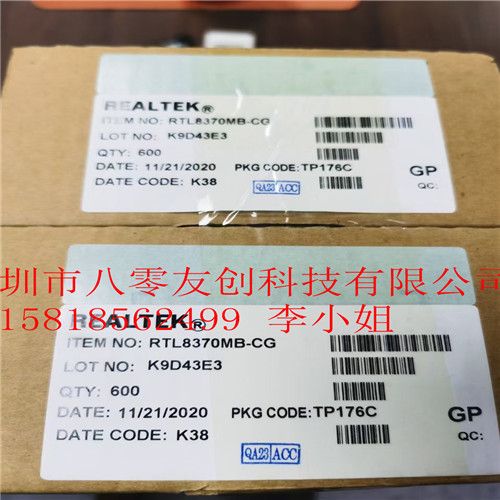 REALTEK®
ITEM NO: RTL8370MB-CG
LOT NO: K9D43E3
QTY: 600
DATE: 11/21/2020 PKG CODE: TP176C GP
DATE CODE: K38 QA23 ACC QC:
圳市八零友创科技有限公司
15818568499 李小姐
REALTEK®
ITEM NO: RTL8370MB-CG
LOT NO: K9D43E3
QTY: 600
DATE: 11/21/2020 PKG CODE: TP176C GP
DATE CODE: K38 QA23 ACC QC: